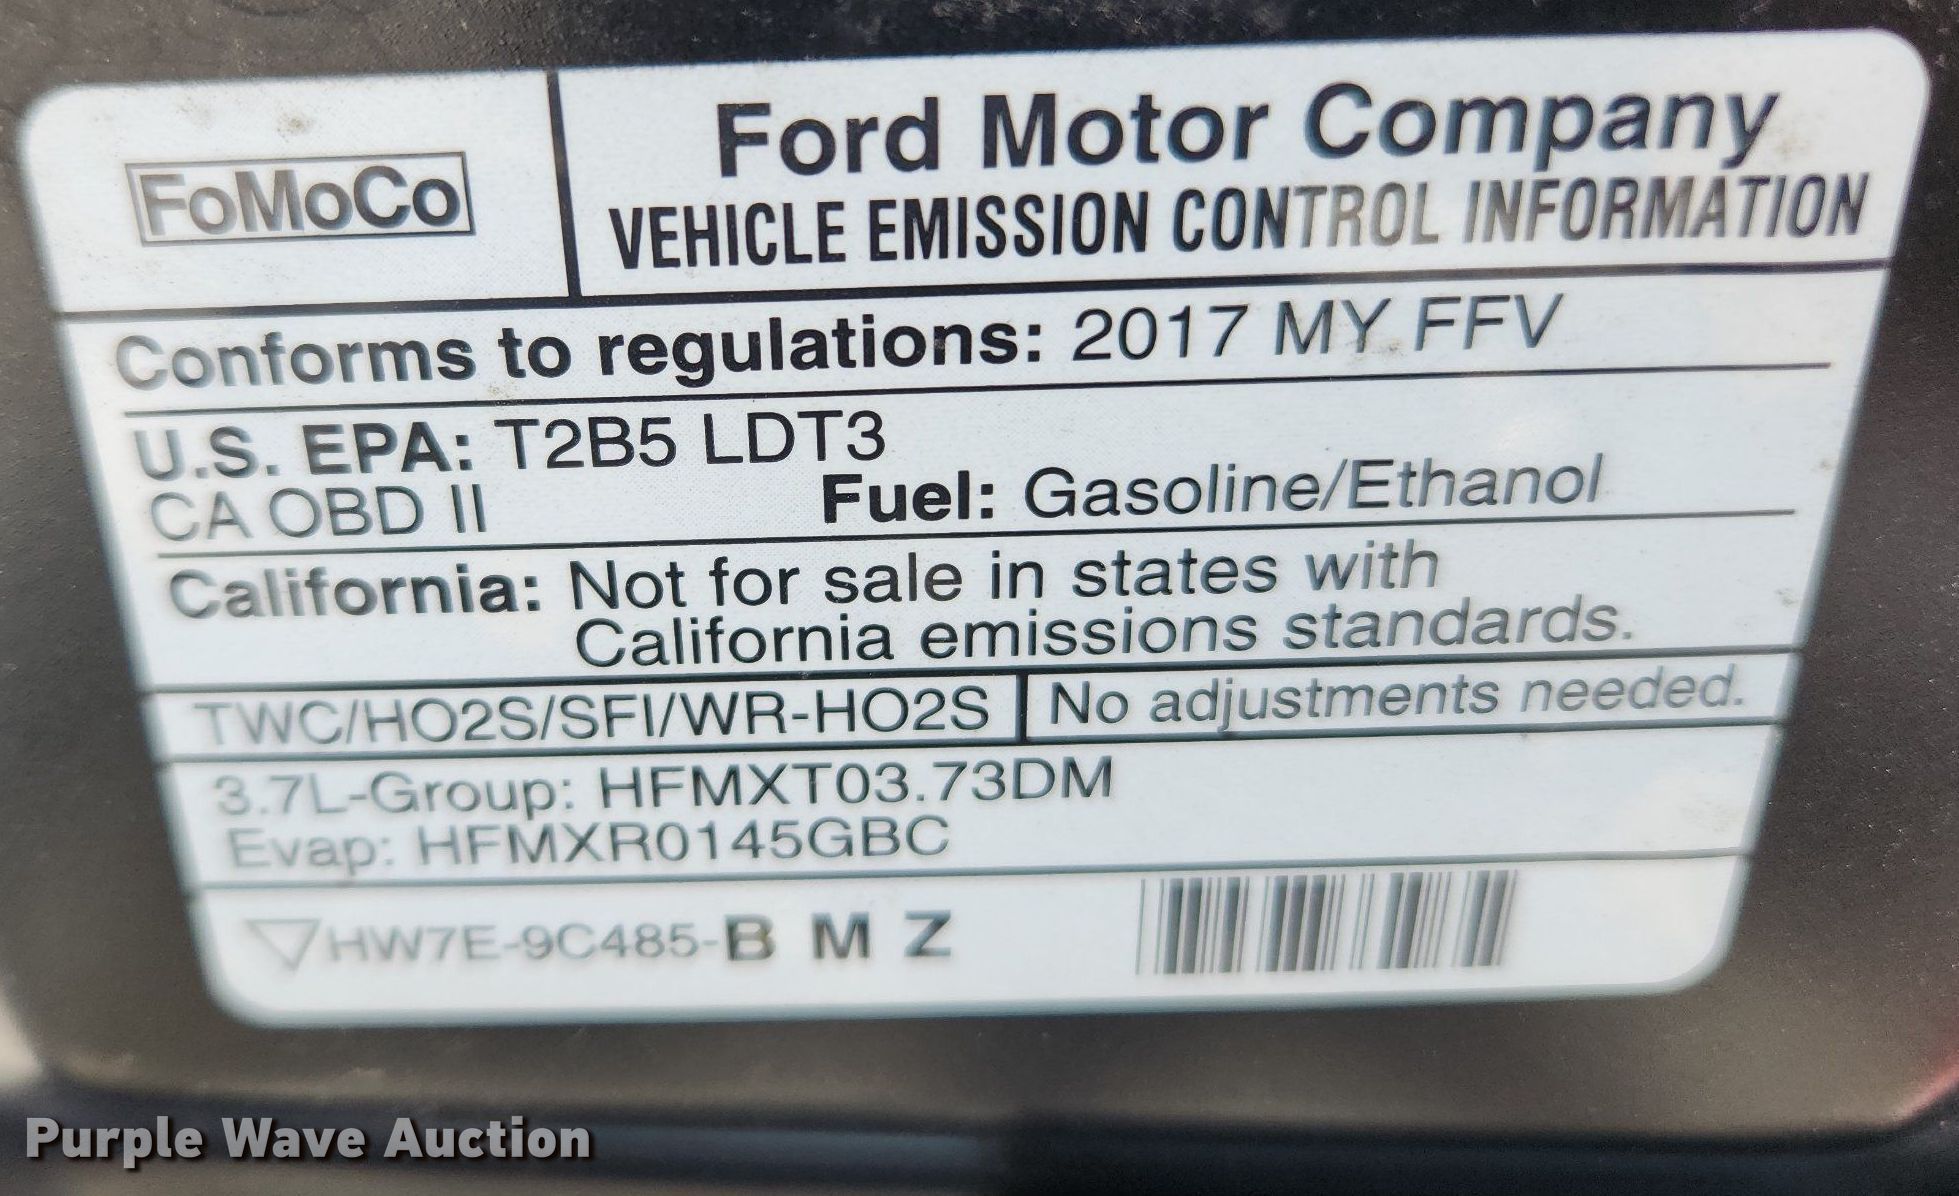 FoMoCo
Ford Motor Company
VEHICLE EMISSION CONTROL INFORMATION
Conforms to regulations: 2017 MY FFV
U.S. EPA: T2B5 LDT3
CA OBD II Fuel: Gasoline/Ethanol
California: Not for sale in states with
California emissions standards.
TWC/HO2S/SFI/WR-HO2S No adjustments needed.
3.7L-Group: HFMXT03.73DM
Evap: HFMXR0145GBC
HW7E-9C485-B M Z
Purple Wave Auction